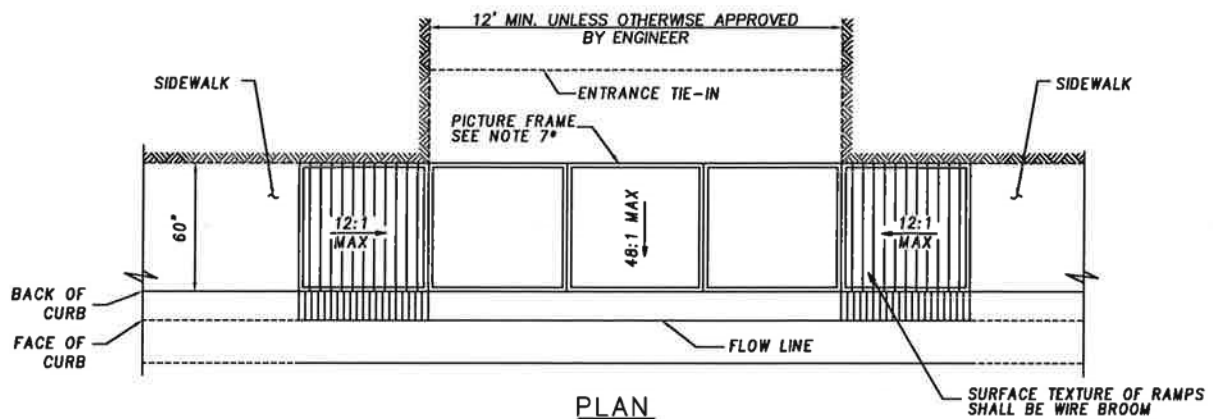 12' MIN. UNLESS OTHERWISE APPROVED
BY ENGINEER
SIDEWALK
SIDEWALK
ENTRANCE TIE-IN
PICTURE FRAME
SEE NOTE 7*
60"
12:1
MAX
48:1 MAX
12:1
MAX
BACK OF
CURB
FACE OF
CURB
FLOW LINE
SURFACE TEXTURE OF RAMPS
SHALL BE WIRE BROOM
PLAN